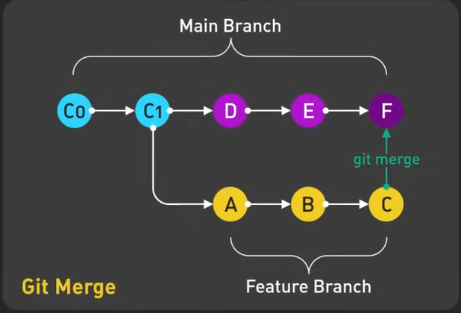 Main Branch
C0 C1 D E F
git merge
A B C
Feature Branch
Git Merge